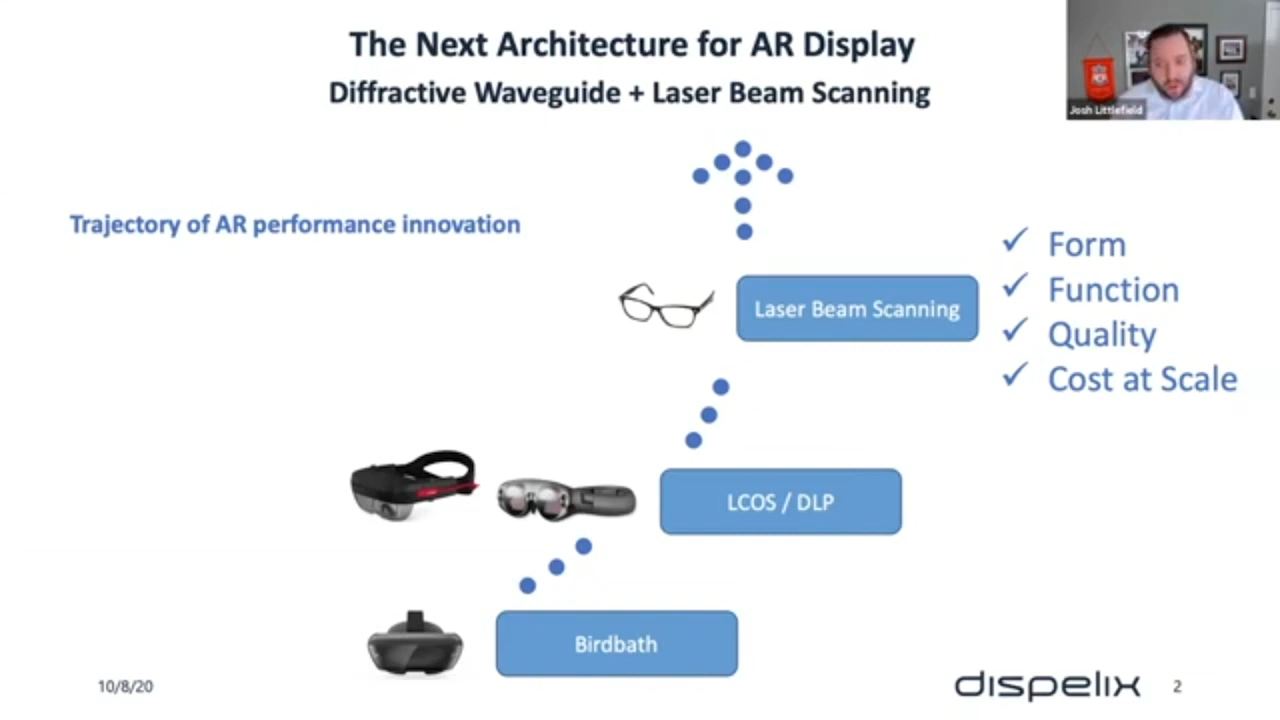 The Next Architecture for AR Display
Diffractive Waveguide + Laser Beam Scanning
Josh Littlefield
Trajectory of AR performance innovation
Laser Beam Scanning
✓ Form
✓ Function
✓ Quality
✓ Cost at Scale
LCOS / DLP
Birdbath
10/8/20
dispelix
2